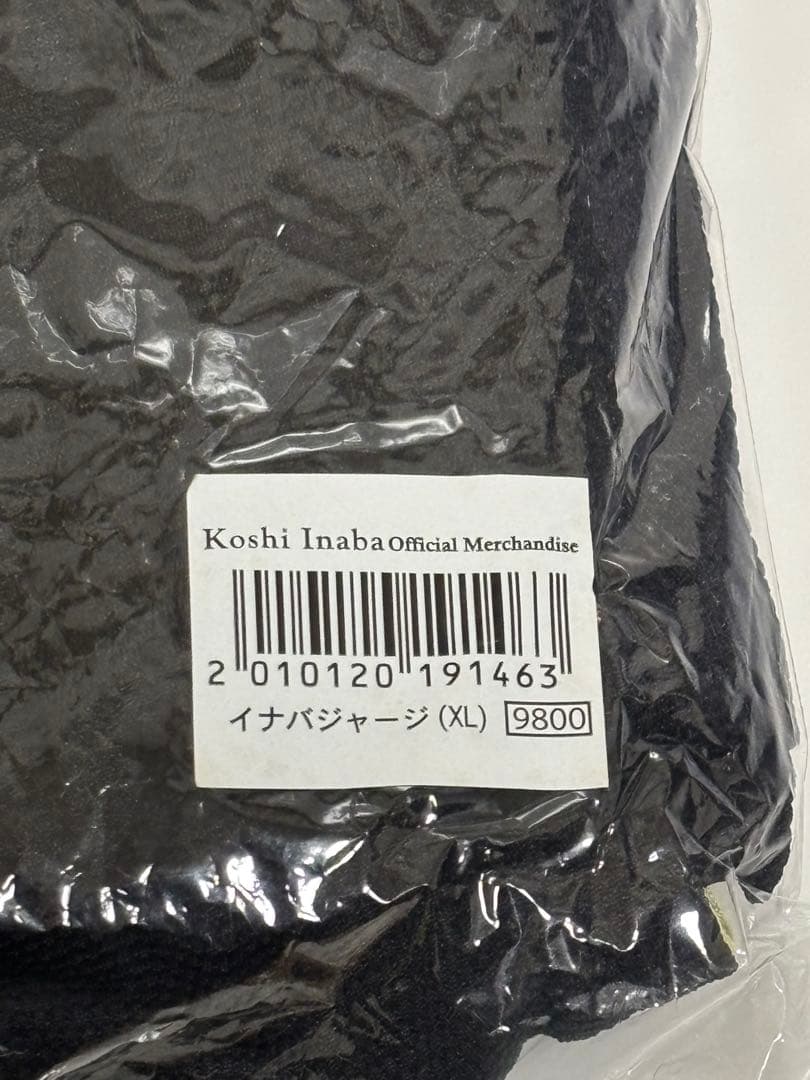 Koshi Inaba Official Merchandise
2 010120 191463
イナバジャージ (XL) 9800